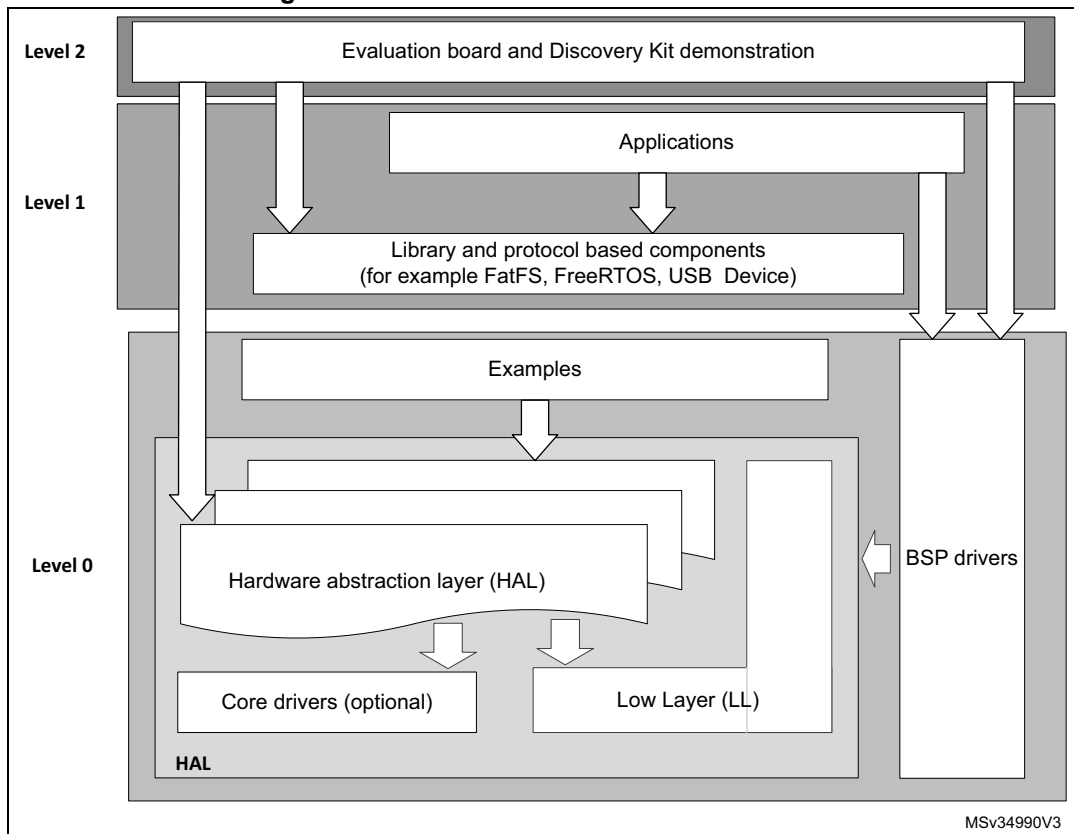 Level 2
Evaluation board and Discovery Kit demonstration
Applications
Level 1
Library and protocol based components
(for example FatFS, FreeRTOS, USB Device)
Examples
Level 0
Hardware abstraction layer (HAL)
BSP drivers
Core drivers (optional)
Low Layer (LL)
HAL
MSv34990V3